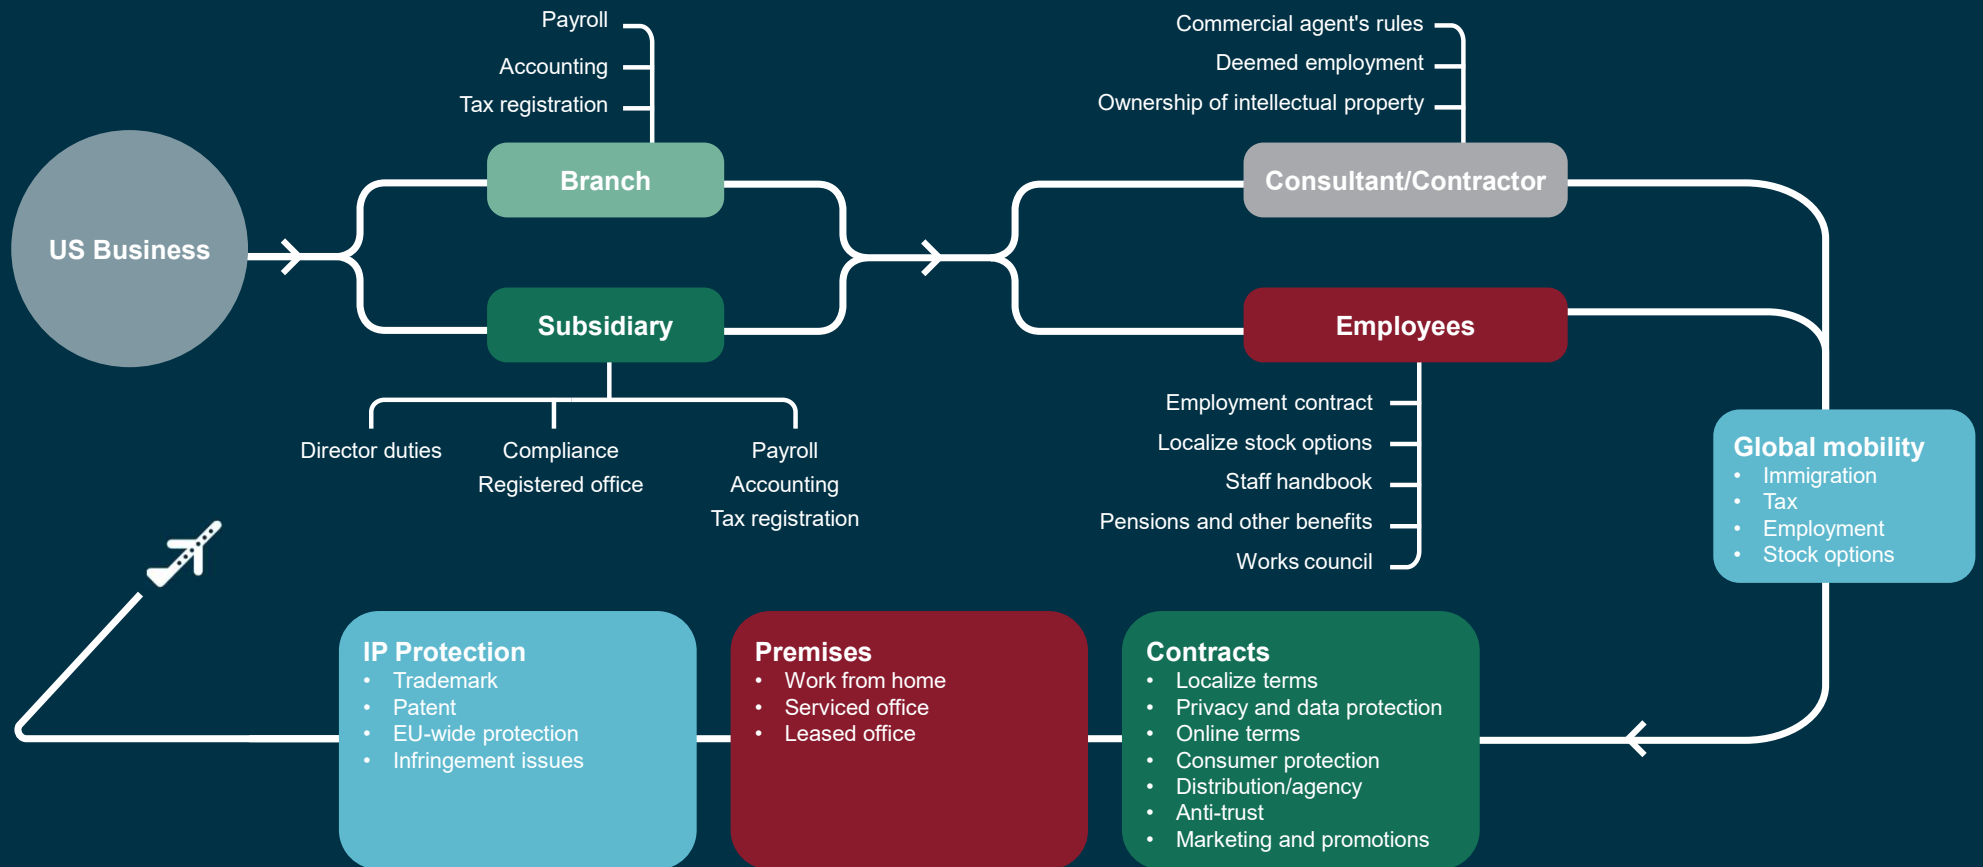 Payroll
Accounting
Tax registration
Commercial agent's rules
Deemed employment
Ownership of intellectual property
US Business
Branch
Consultant/Contractor
Subsidiary
Employees
Director duties
Compliance
Registered office
Payroll
Accounting
Tax registration
Employment contract
Localize stock options
Staff handbook
Pensions and other benefits
Works council
Global mobility
• Immigration
• Tax
• Employment
• Stock options
IP Protection
• Trademark
• Patent
• EU-wide protection
• Infringement issues
Premises
• Work from home
• Serviced office
• Leased office
Contracts
• Localize terms
• Privacy and data protection
• Online terms
• Consumer protection
• Distribution/agency
• Anti-trust
• Marketing and promotions